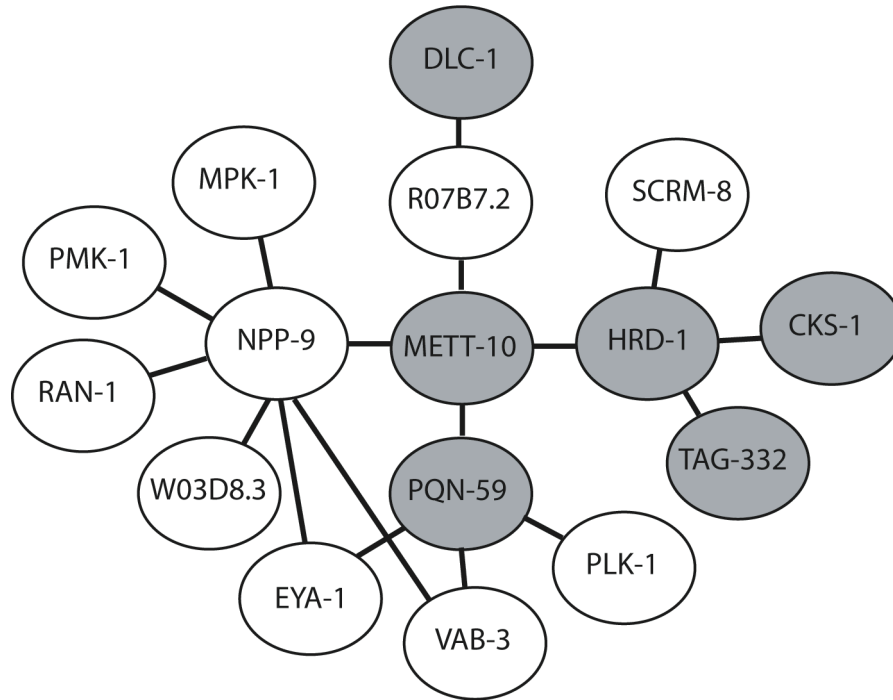 DLC-1
MPK-1
R07B7.2
SCRM-8
PMK-1
NPP-9
METT-10
HRD-1
CKS-1
RAN-1
W03D8.3
PQN-59
TAG-332
EYA-1
VAB-3
PLK-1